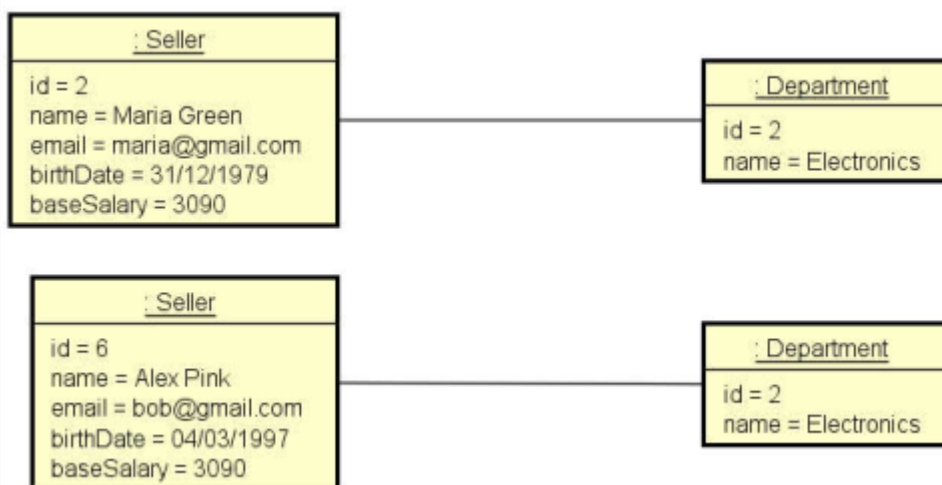 : Seller
id = 2
name = Maria Green
email = maria@gmail.com
birthDate = 31/12/1979
baseSalary = 3090
: Department
id = 2
name = Electronics
: Seller
id = 6
name = Alex Pink
email = bob@gmail.com
birthDate = 04/03/1997
baseSalary = 3090
: Department
id = 2
name = Electronics